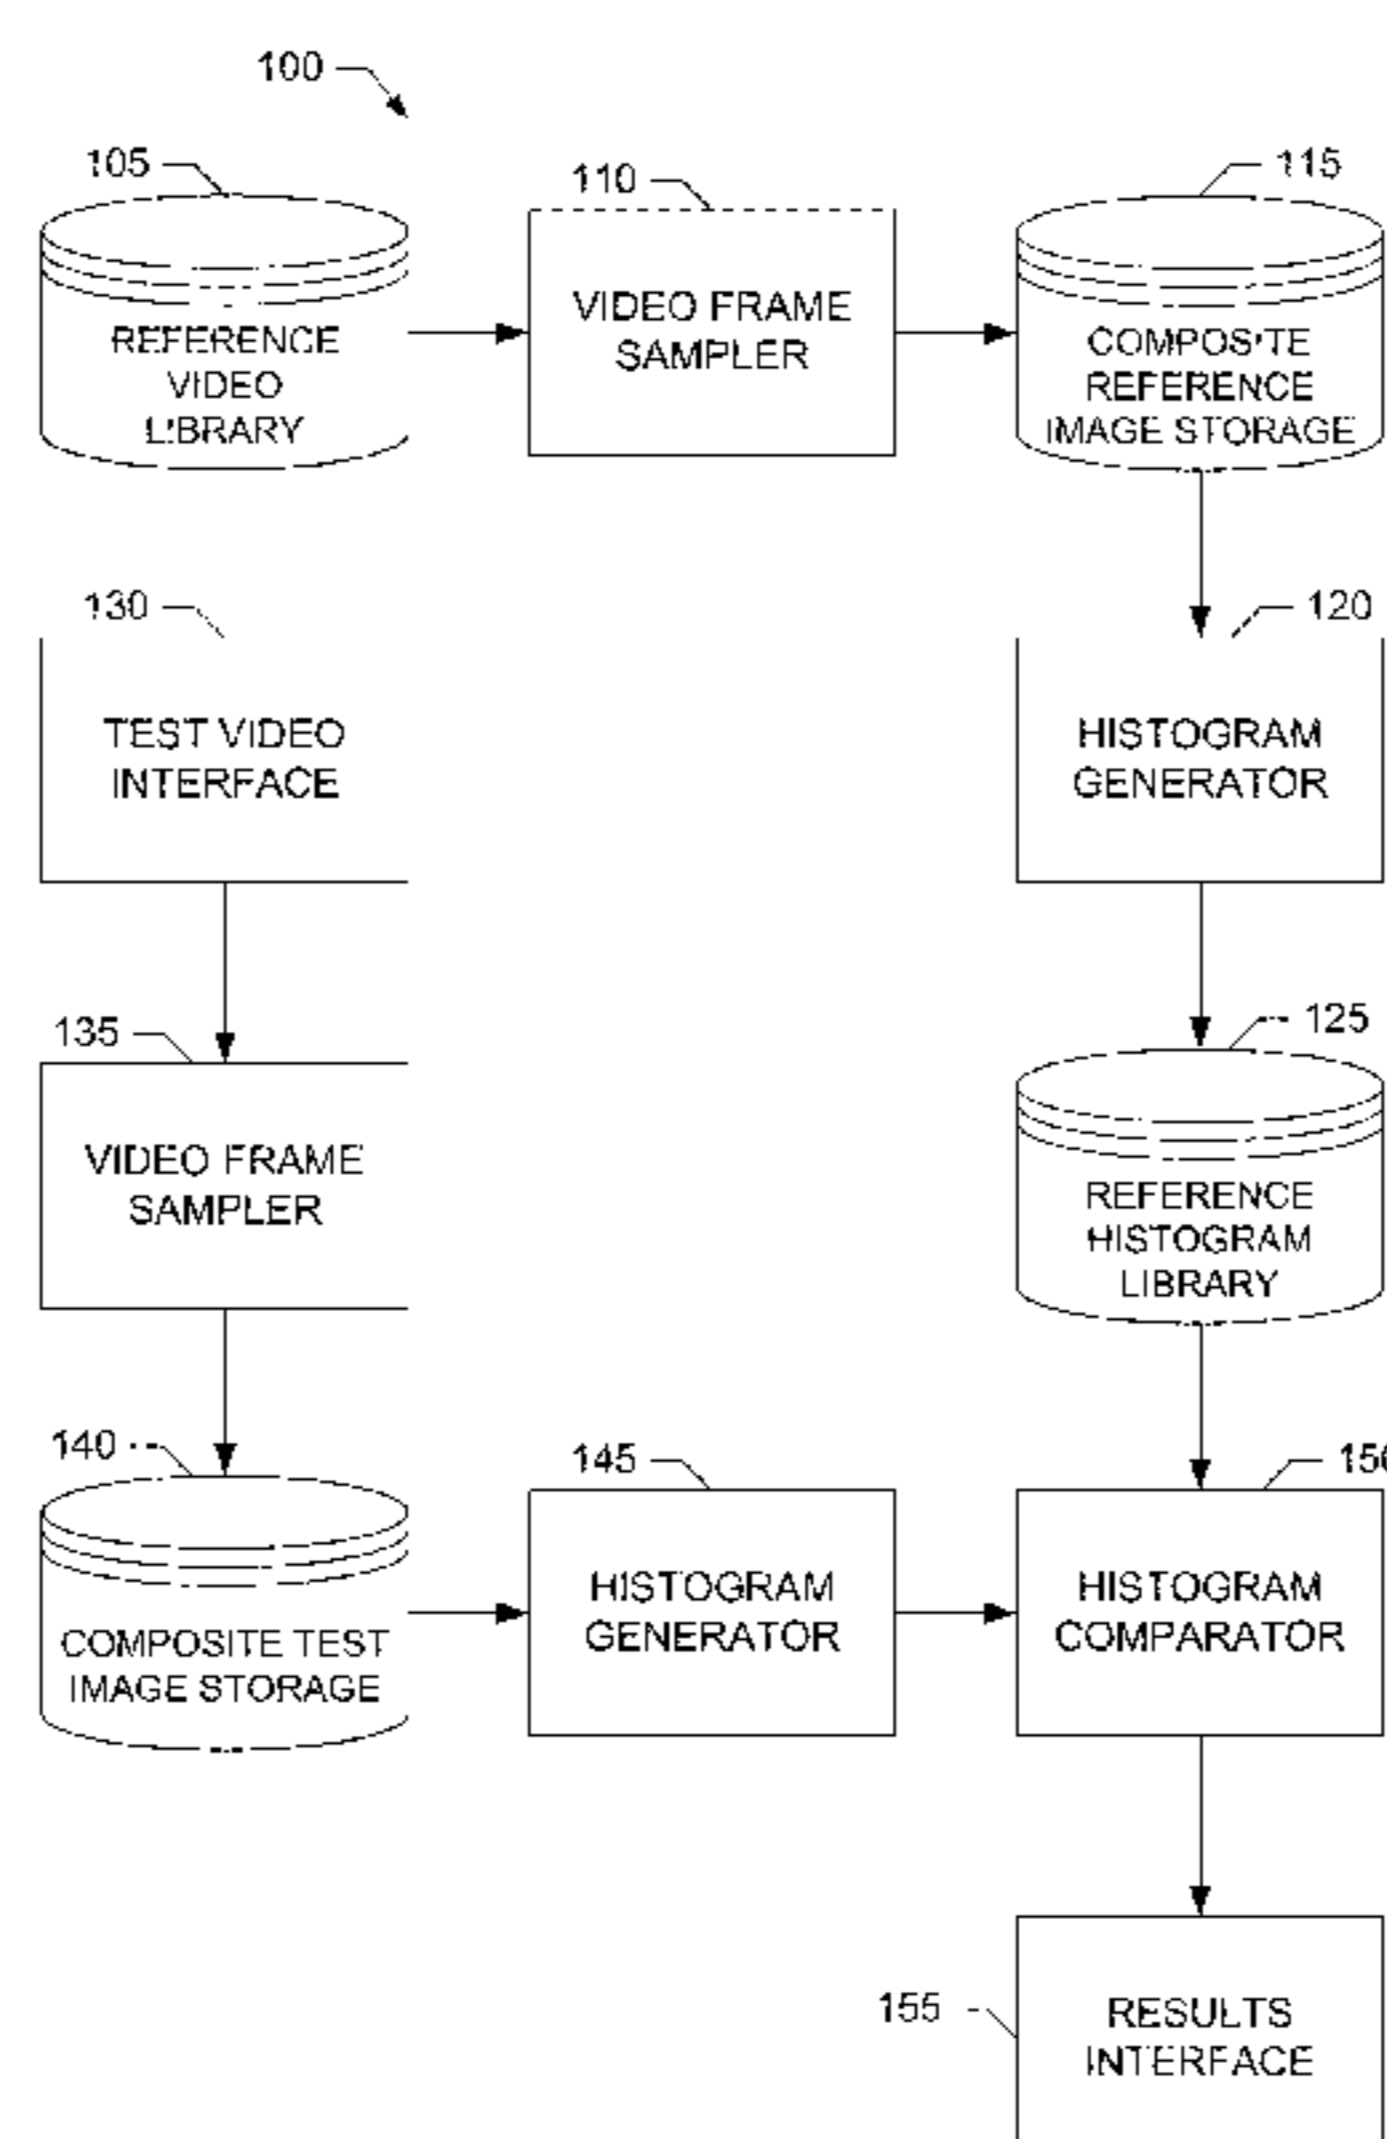 100
105
110
115
REFERENCE
VIDEO
LIBRARY
VIDEO FRAME
SAMPLER
COMPOSITE
REFERENCE
IMAGE STORAGE
130
120
TEST VIDEO
INTERFACE
HISTOGRAM
GENERATOR
135
125
VIDEO FRAME
SAMPLER
REFERENCE
HISTOGRAM
LIBRARY
140
145
150
COMPOSITE TEST
IMAGE STORAGE
HISTOGRAM
GENERATOR
HISTOGRAM
COMPARATOR
155
RESULTS
INTERFACE